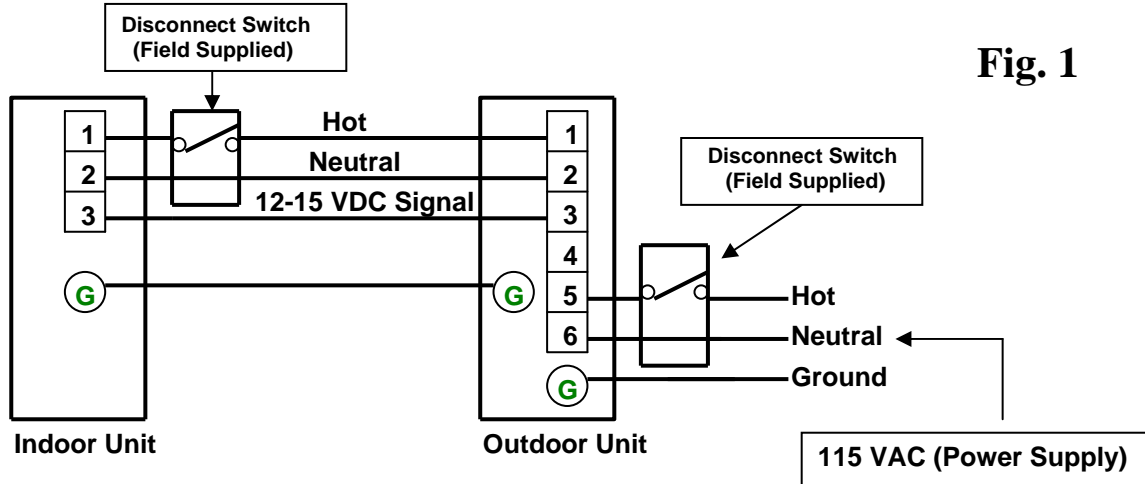 Disconnect Switch
(Field Supplied)
Fig. 1
1
Hot
1
2
Neutral
2
3
12-15 VDC Signal
3
Disconnect Switch
(Field Supplied)
4
G
G
5
Hot
6
Neutral
G
Ground
Indoor Unit
Outdoor Unit
115 VAC (Power Supply)